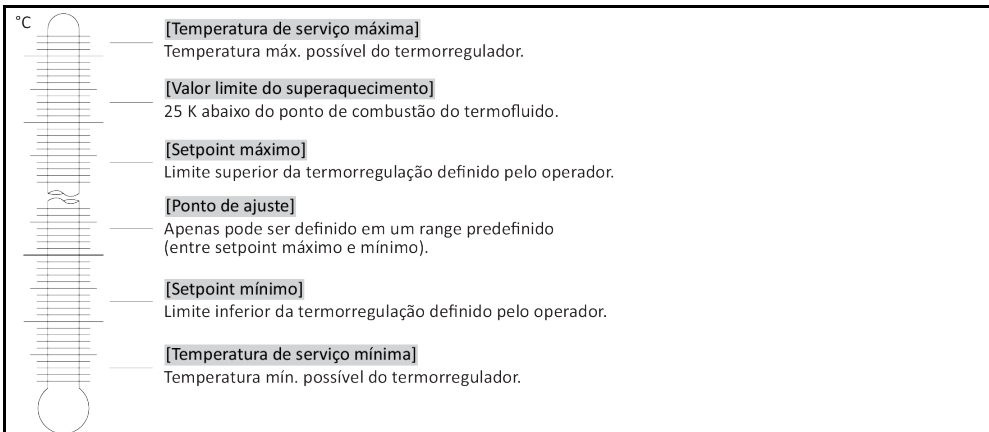 °C
[Temperatura de serviço máxima]
Temperatura máx. possível do termorregulador.
[Valor limite do superaquecimento]
25 K abaixo do ponto de combustão do termofluido.
[Setpoint máximo]
Limite superior da termorregulação definido pelo operador.
[Ponto de ajuste]
Apenas pode ser definido em um range predefinido
(entre setpoint máximo e mínimo).
[Setpoint mínimo]
Limite inferior da termorregulação definido pelo operador.
[Temperatura de serviço mínima]
Temperatura mín. possível do termorregulador.